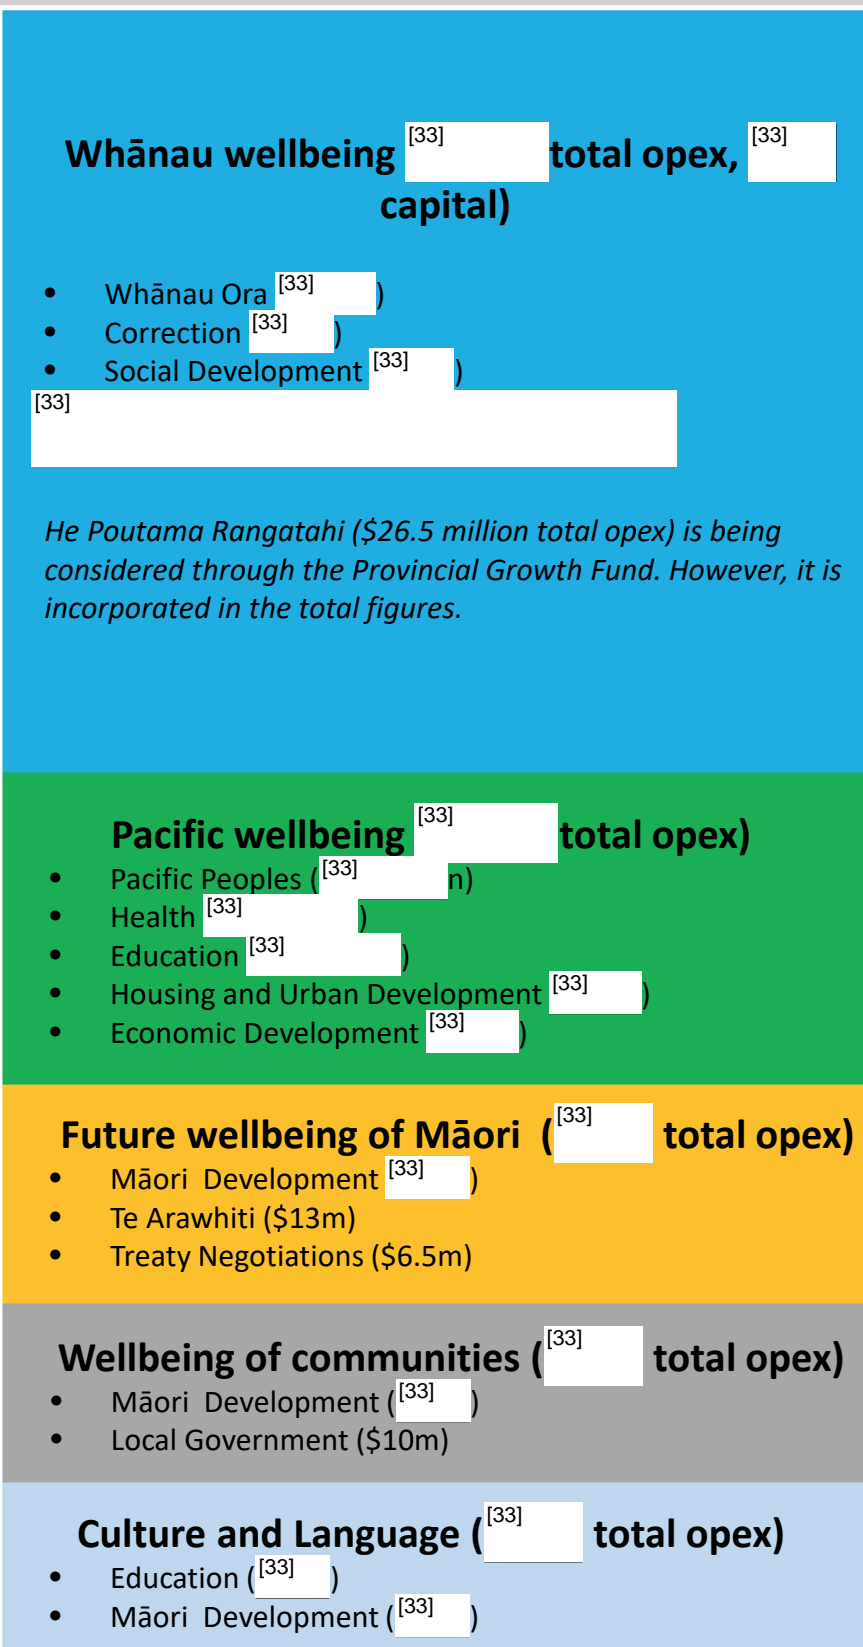 Whānau wellbeing [33] total opex, [33]
capital)
• Whānau Ora [33] )
• Correction [33] )
• Social Development [33] )
[33]
He Poutama Rangatahi ($26.5 million total opex) is being
considered through the Provincial Growth Fund. However, it is
incorporated in the total figures.
Pacific wellbeing [33] total opex)
• Pacific Peoples ([33] n)
• Health [33] )
• Education [33] )
• Housing and Urban Development [33] )
• Economic Development [33] )
Future wellbeing of Māori ([33] total opex)
• Māori Development [33] )
• Te Arawhiti ($13m)
• Treaty Negotiations ($6.5m)
Wellbeing of communities ([33] total opex)
• Māori Development ([33] )
• Local Government ($10m)
Culture and Language ([33] total opex)
• Education ([33] )
• Māori Development ([33] )